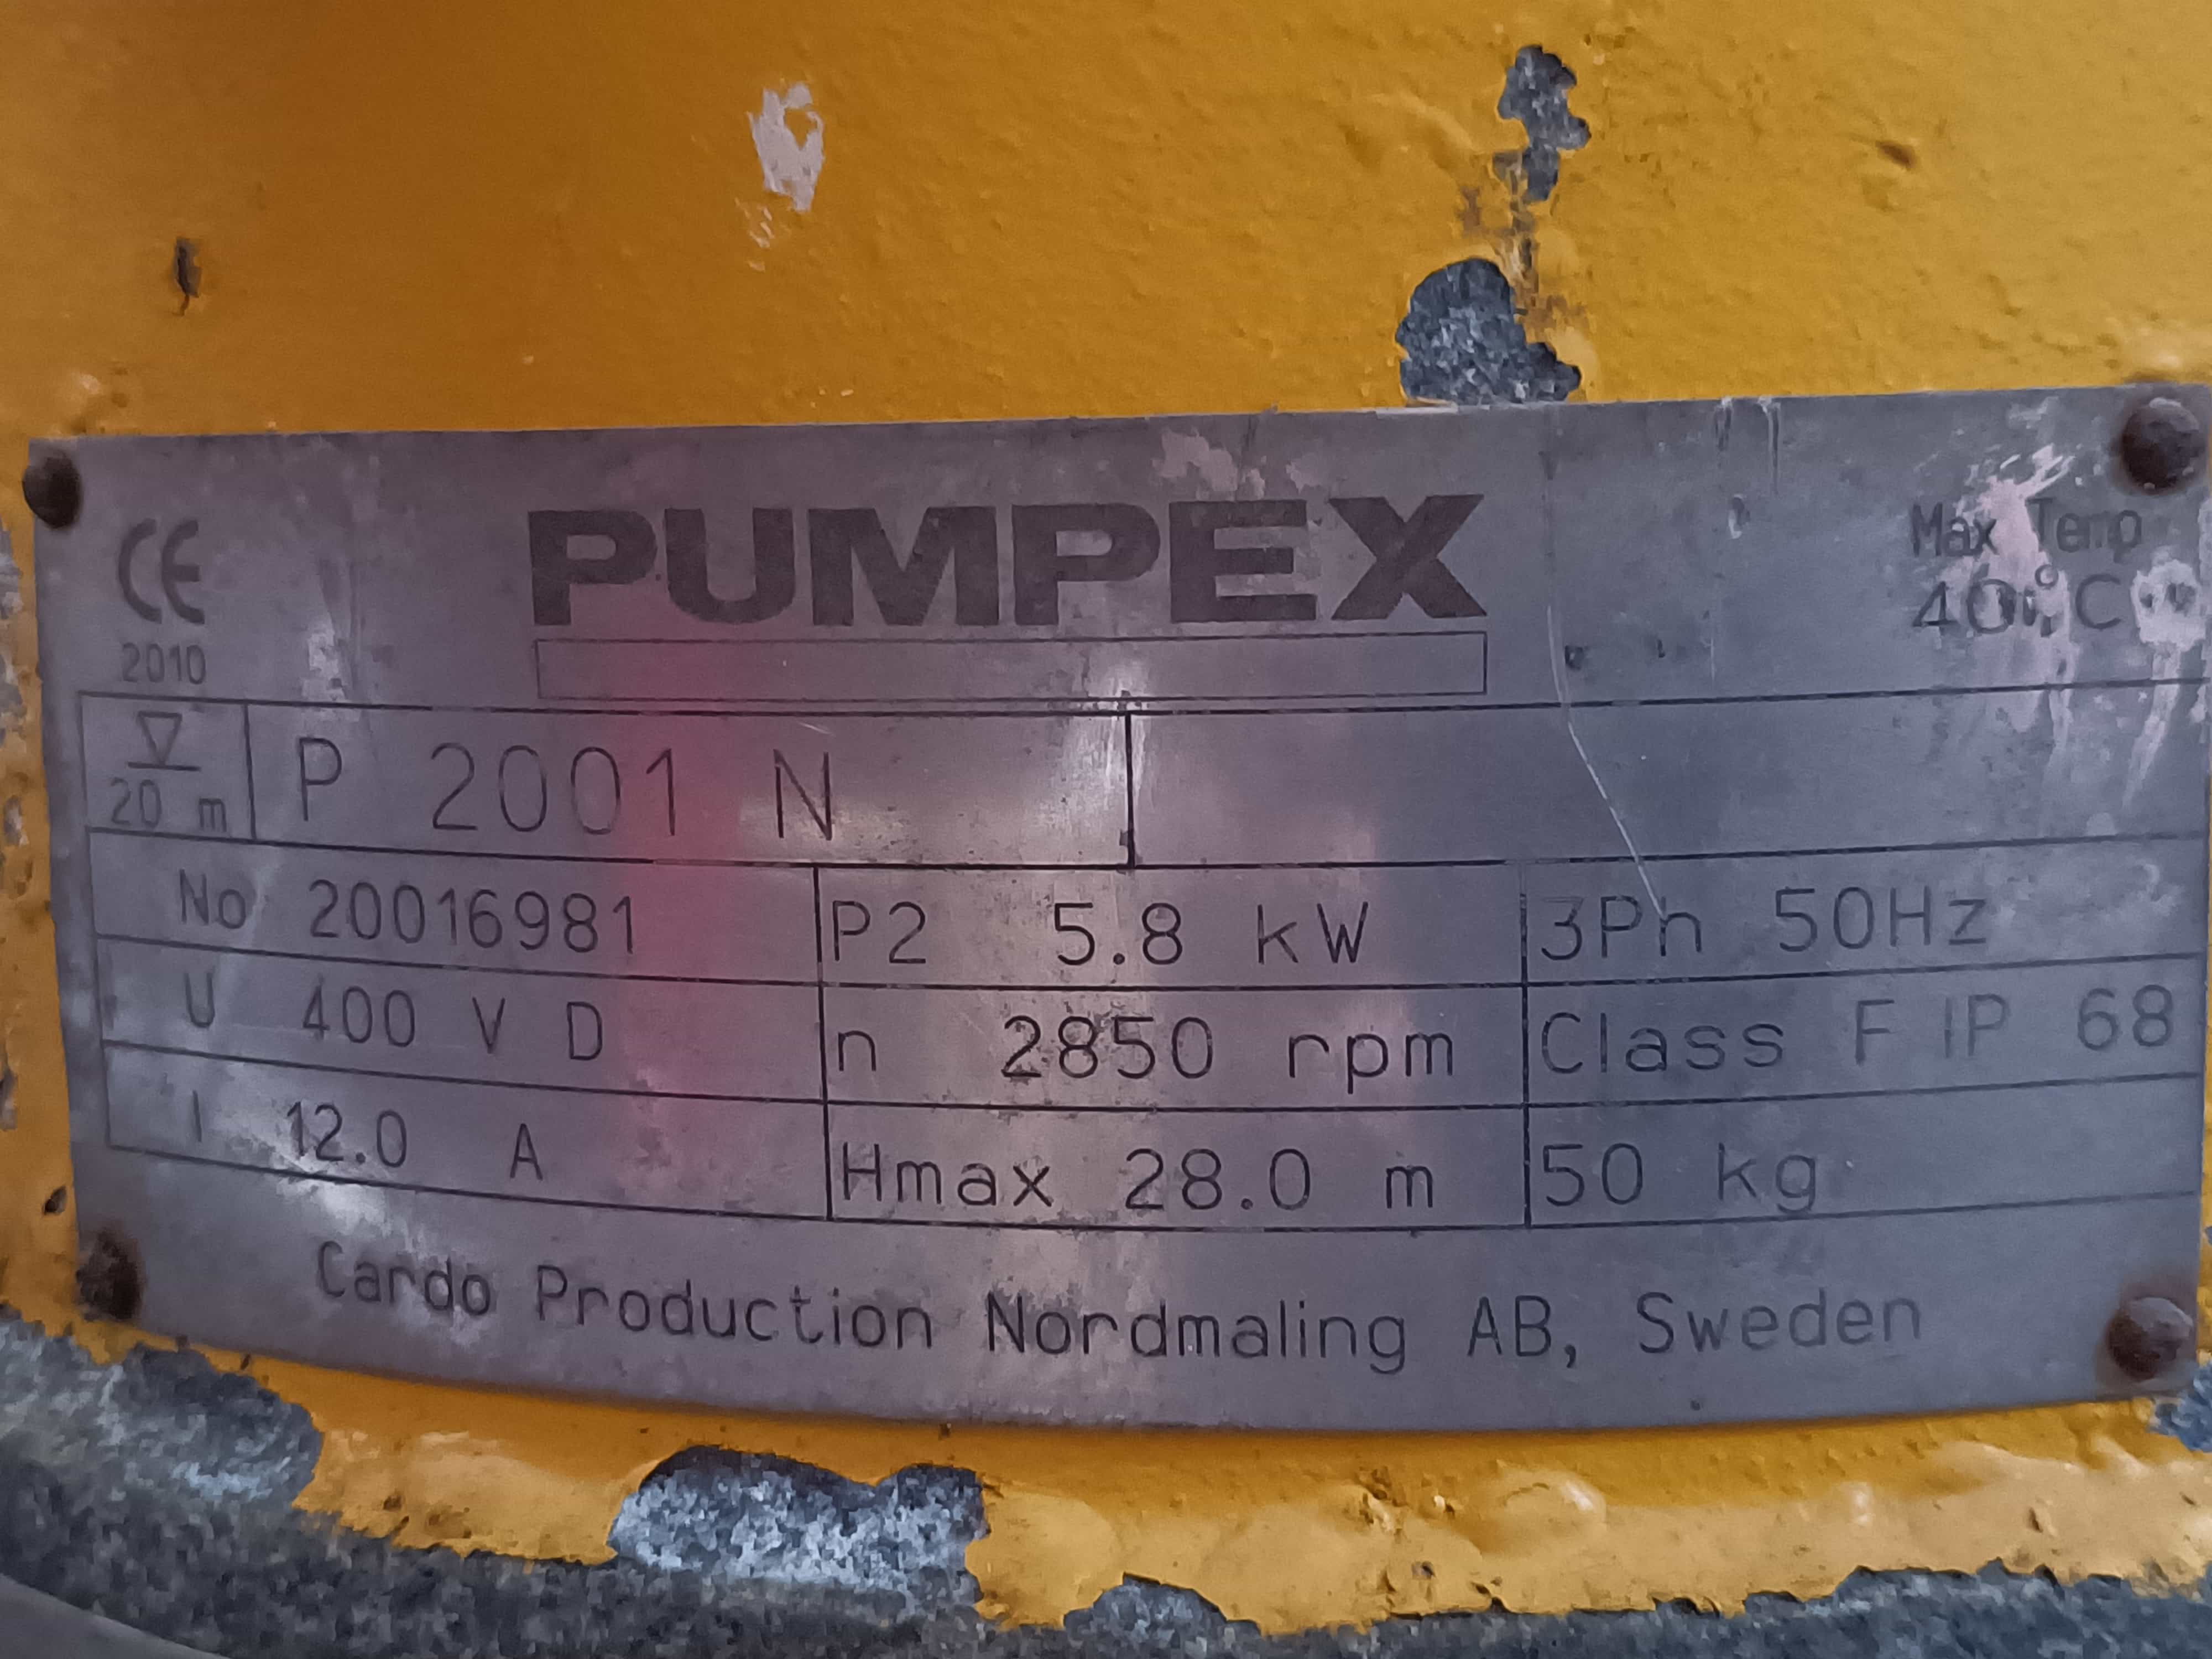 CE
PUMPEX
Max Temp
40°C
2010
20 m
P 2001 N
No 20016981
P2 5.8 kW
3Ph 50Hz
U 400 V D
n 2850 rpm
Class F IP 68
I 12.0 A
Hmax 28.0 m
50 kg
Cardo Production Nordmaling AB, Sweden